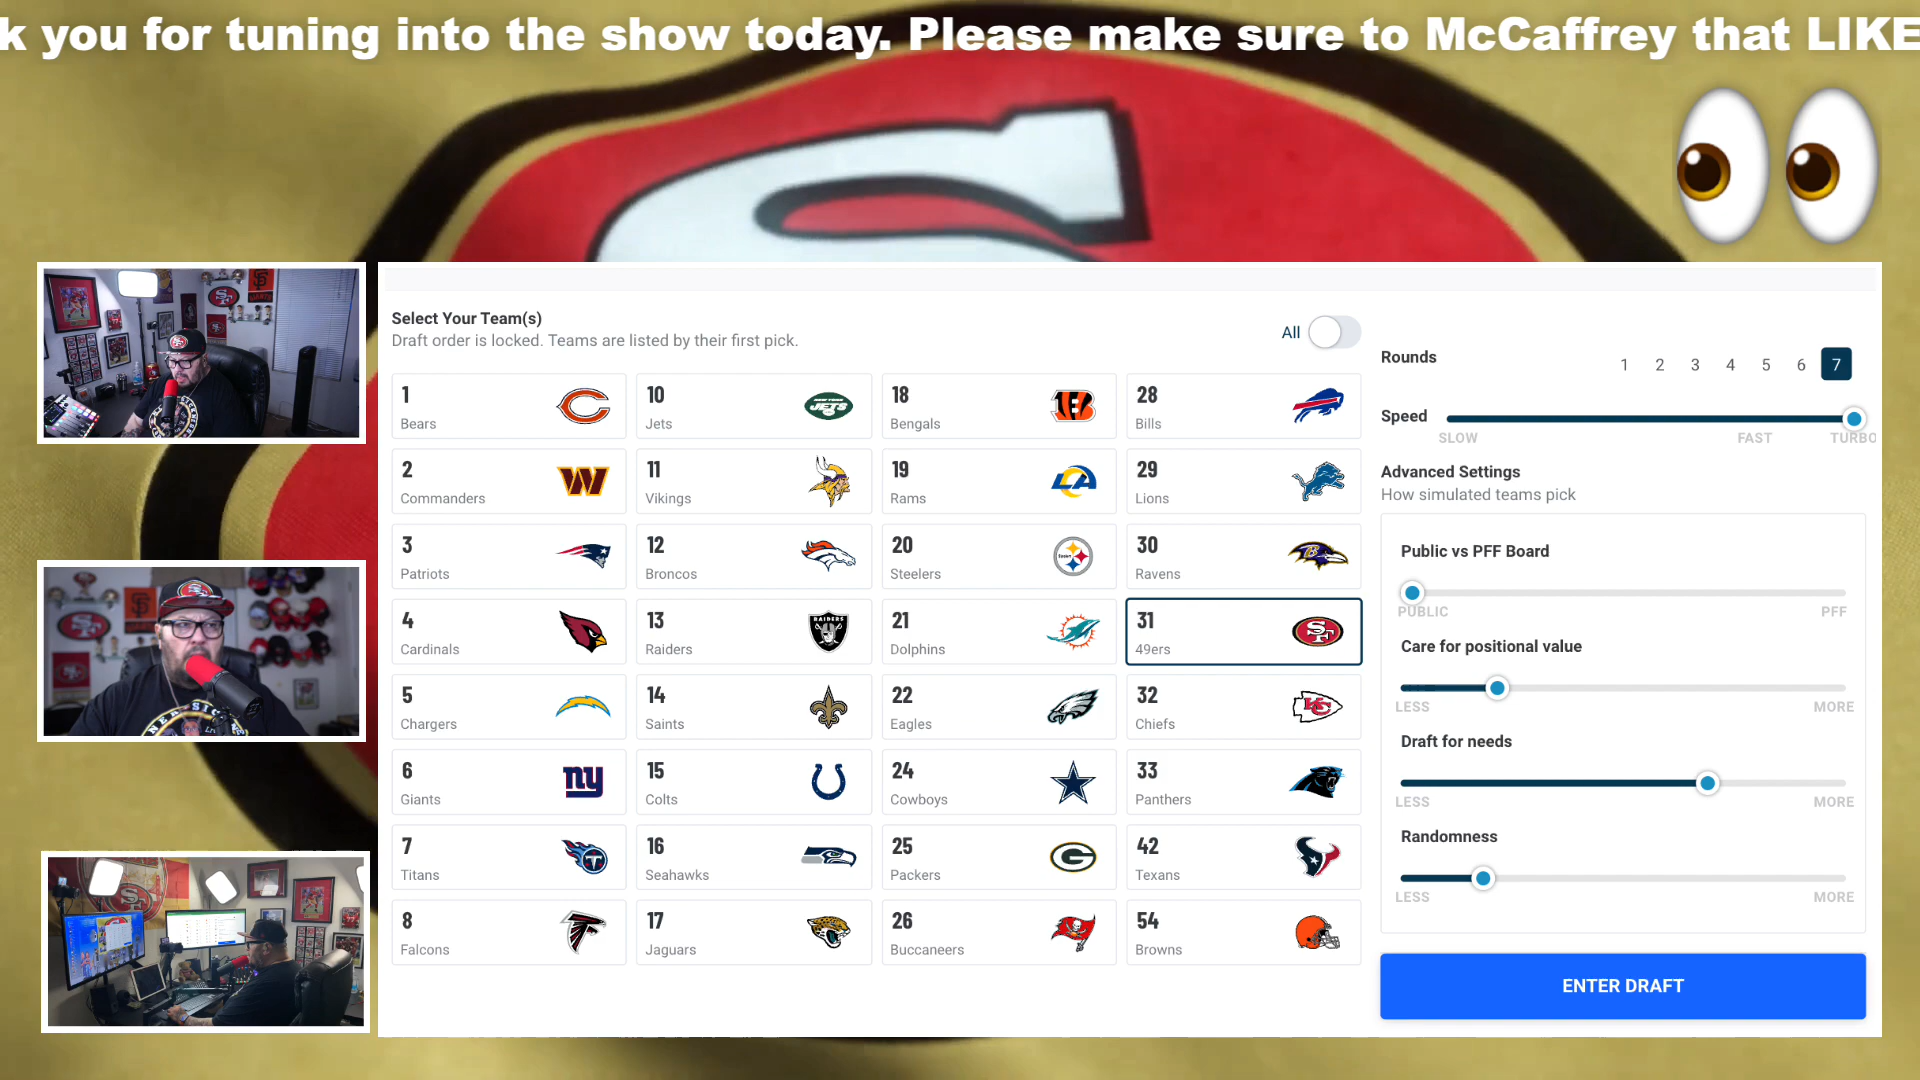 k you for tuning into the show today. Please make sure to McCaffrey that LIKE
Select Your Team(s)
Draft order is locked. Teams are listed by their first pick.
All
1
Bears
10
Jets
JETS
18
Bengals
28
Bills
2
Commanders
11
Vikings
19
Rams
LA
29
Lions
3
Patriots
12
Broncos
20
Steelers
30
Ravens
4
Cardinals
13
Raiders
RAIDERS
21
Dolphins
31
49ers
SF
5
Chargers
14
Saints
22
Eagles
32
Chiefs
KC
6
Giants
ny
15
Colts
24
Cowboys
33
Panthers
7
Titans
16
Seahawks
25
Packers
G
42
Texans
8
Falcons
17
Jaguars
26
Buccaneers
54
Browns
Rounds
1 2 3 4 5 6 7
Speed
SLOW FAST TURBO
Advanced Settings
How simulated teams pick
Public vs PFF Board
PUBLIC PFF
Care for positional value
LESS MORE
Draft for needs
LESS MORE
Randomness
LESS MORE
ENTER DRAFT